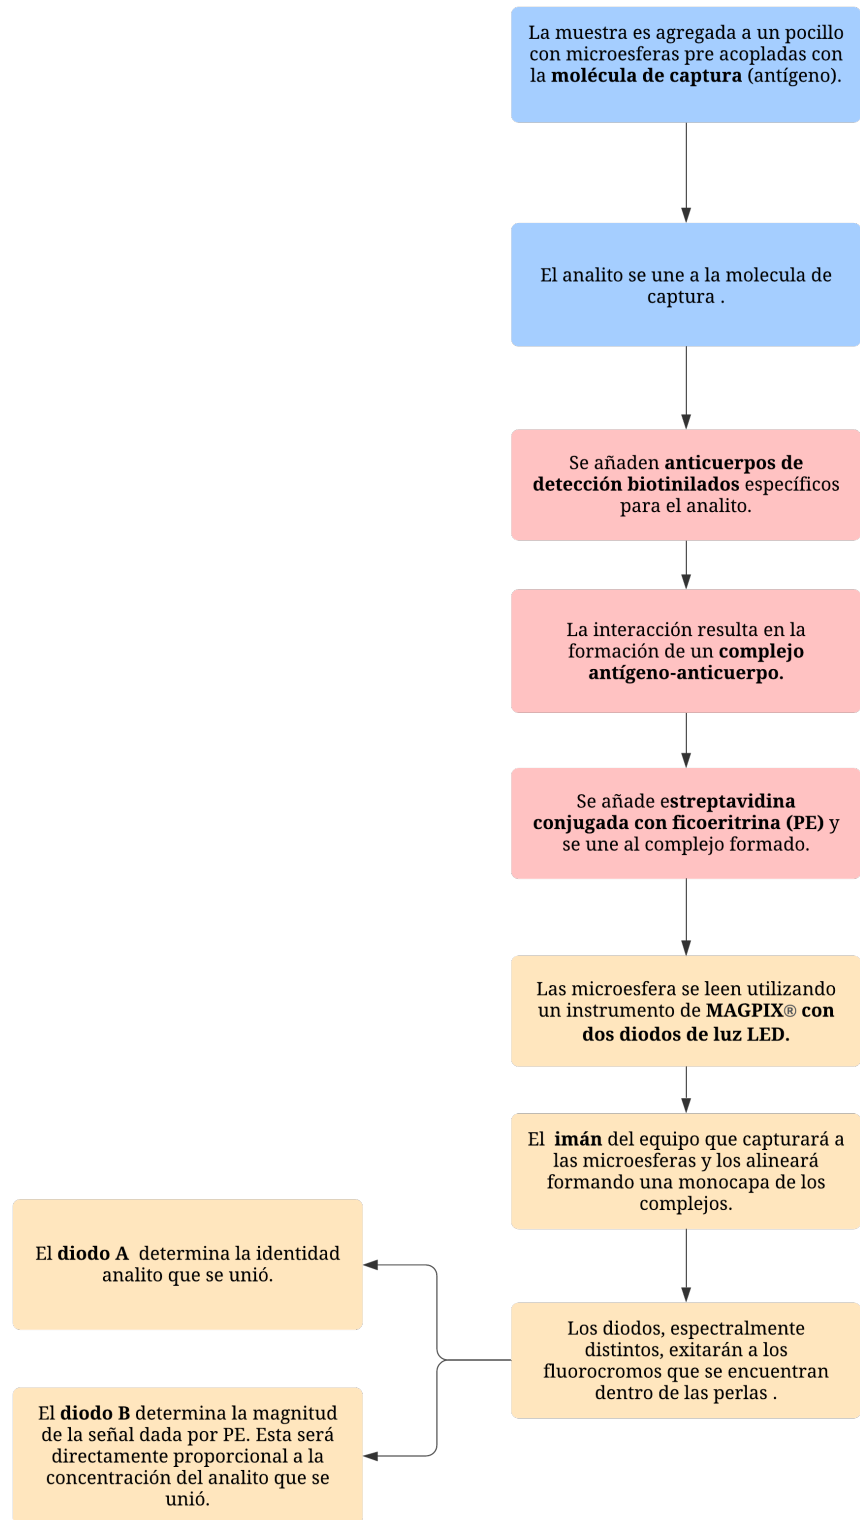 La muestra es agregada a un pocillo
con microesferas pre acopladas con
la molécula de captura (antígeno).
El analito se une a la molecula de
captura .
Se añaden anticuerpos de
detección biotinilados específicos
para el analito.
La interacción resulta en la
formación de un complejo
antígeno-anticuerpo.
Se añade estreptavidina
conjugada con ficoeritrina (PE) y
se une al complejo formado.
Las microesfera se leen utilizando
un instrumento de MAGPIX® con
dos diodos de luz LED.
El  imán del equipo que capturará a
las microesferas y los alineará
formando una monocapa de los
complejos.
Los diodos, espectralmente
distintos, exitarán a los
fluorocromos que se encuentran
dentro de las perlas .
El diodo A  determina la identidad
analito que se unió.
El diodo B determina la magnitud
de la señal dada por PE. Esta será
directamente proporcional a la
concentración del analito que se
unió.